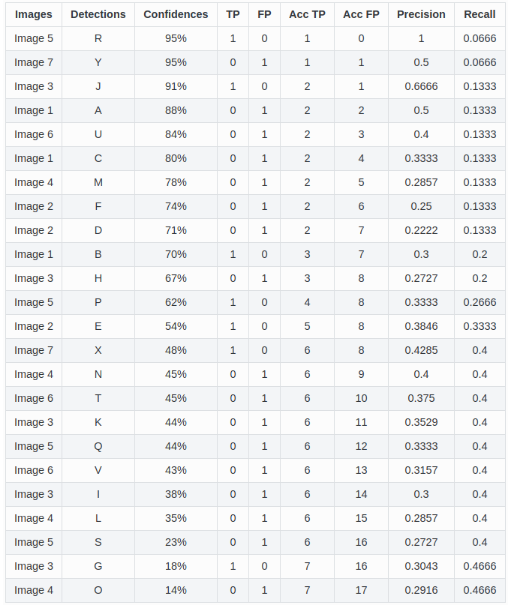 Images Detections Confidences TP FP Acc TP Acc FP Precision Recall
Image 5 R 95% 1 0 1 0 1 0.0666
Image 7 Y 95% 0 1 1 1 0.5 0.0666
Image 3 J 91% 1 0 2 1 0.6666 0.1333
Image 1 A 88% 0 1 2 2 0.5 0.1333
Image 6 U 84% 0 1 2 3 0.4 0.1333
Image 1 C 80% 0 1 2 4 0.3333 0.1333
Image 4 M 78% 0 1 2 5 0.2857 0.1333
Image 2 F 74% 0 1 2 6 0.25 0.1333
Image 2 D 71% 0 1 2 7 0.2222 0.1333
Image 1 B 70% 1 0 3 7 0.3 0.2
Image 3 H 67% 0 1 3 8 0.2727 0.2
Image 5 P 62% 1 0 4 8 0.3333 0.2666
Image 2 E 54% 1 0 5 8 0.3846 0.3333
Image 7 X 48% 1 0 6 8 0.4285 0.4
Image 4 N 45% 0 1 6 9 0.4 0.4
Image 6 T 45% 0 1 6 10 0.375 0.4
Image 3 K 44% 0 1 6 11 0.3529 0.4
Image 5 Q 44% 0 1 6 12 0.3333 0.4
Image 6 V 43% 0 1 6 13 0.3157 0.4
Image 3 I 38% 0 1 6 14 0.3 0.4
Image 4 L 35% 0 1 6 15 0.2857 0.4
Image 5 S 23% 0 1 6 16 0.2727 0.4
Image 3 G 18% 1 0 7 16 0.3043 0.4666
Image 4 O 14% 0 1 7 17 0.2916 0.4666